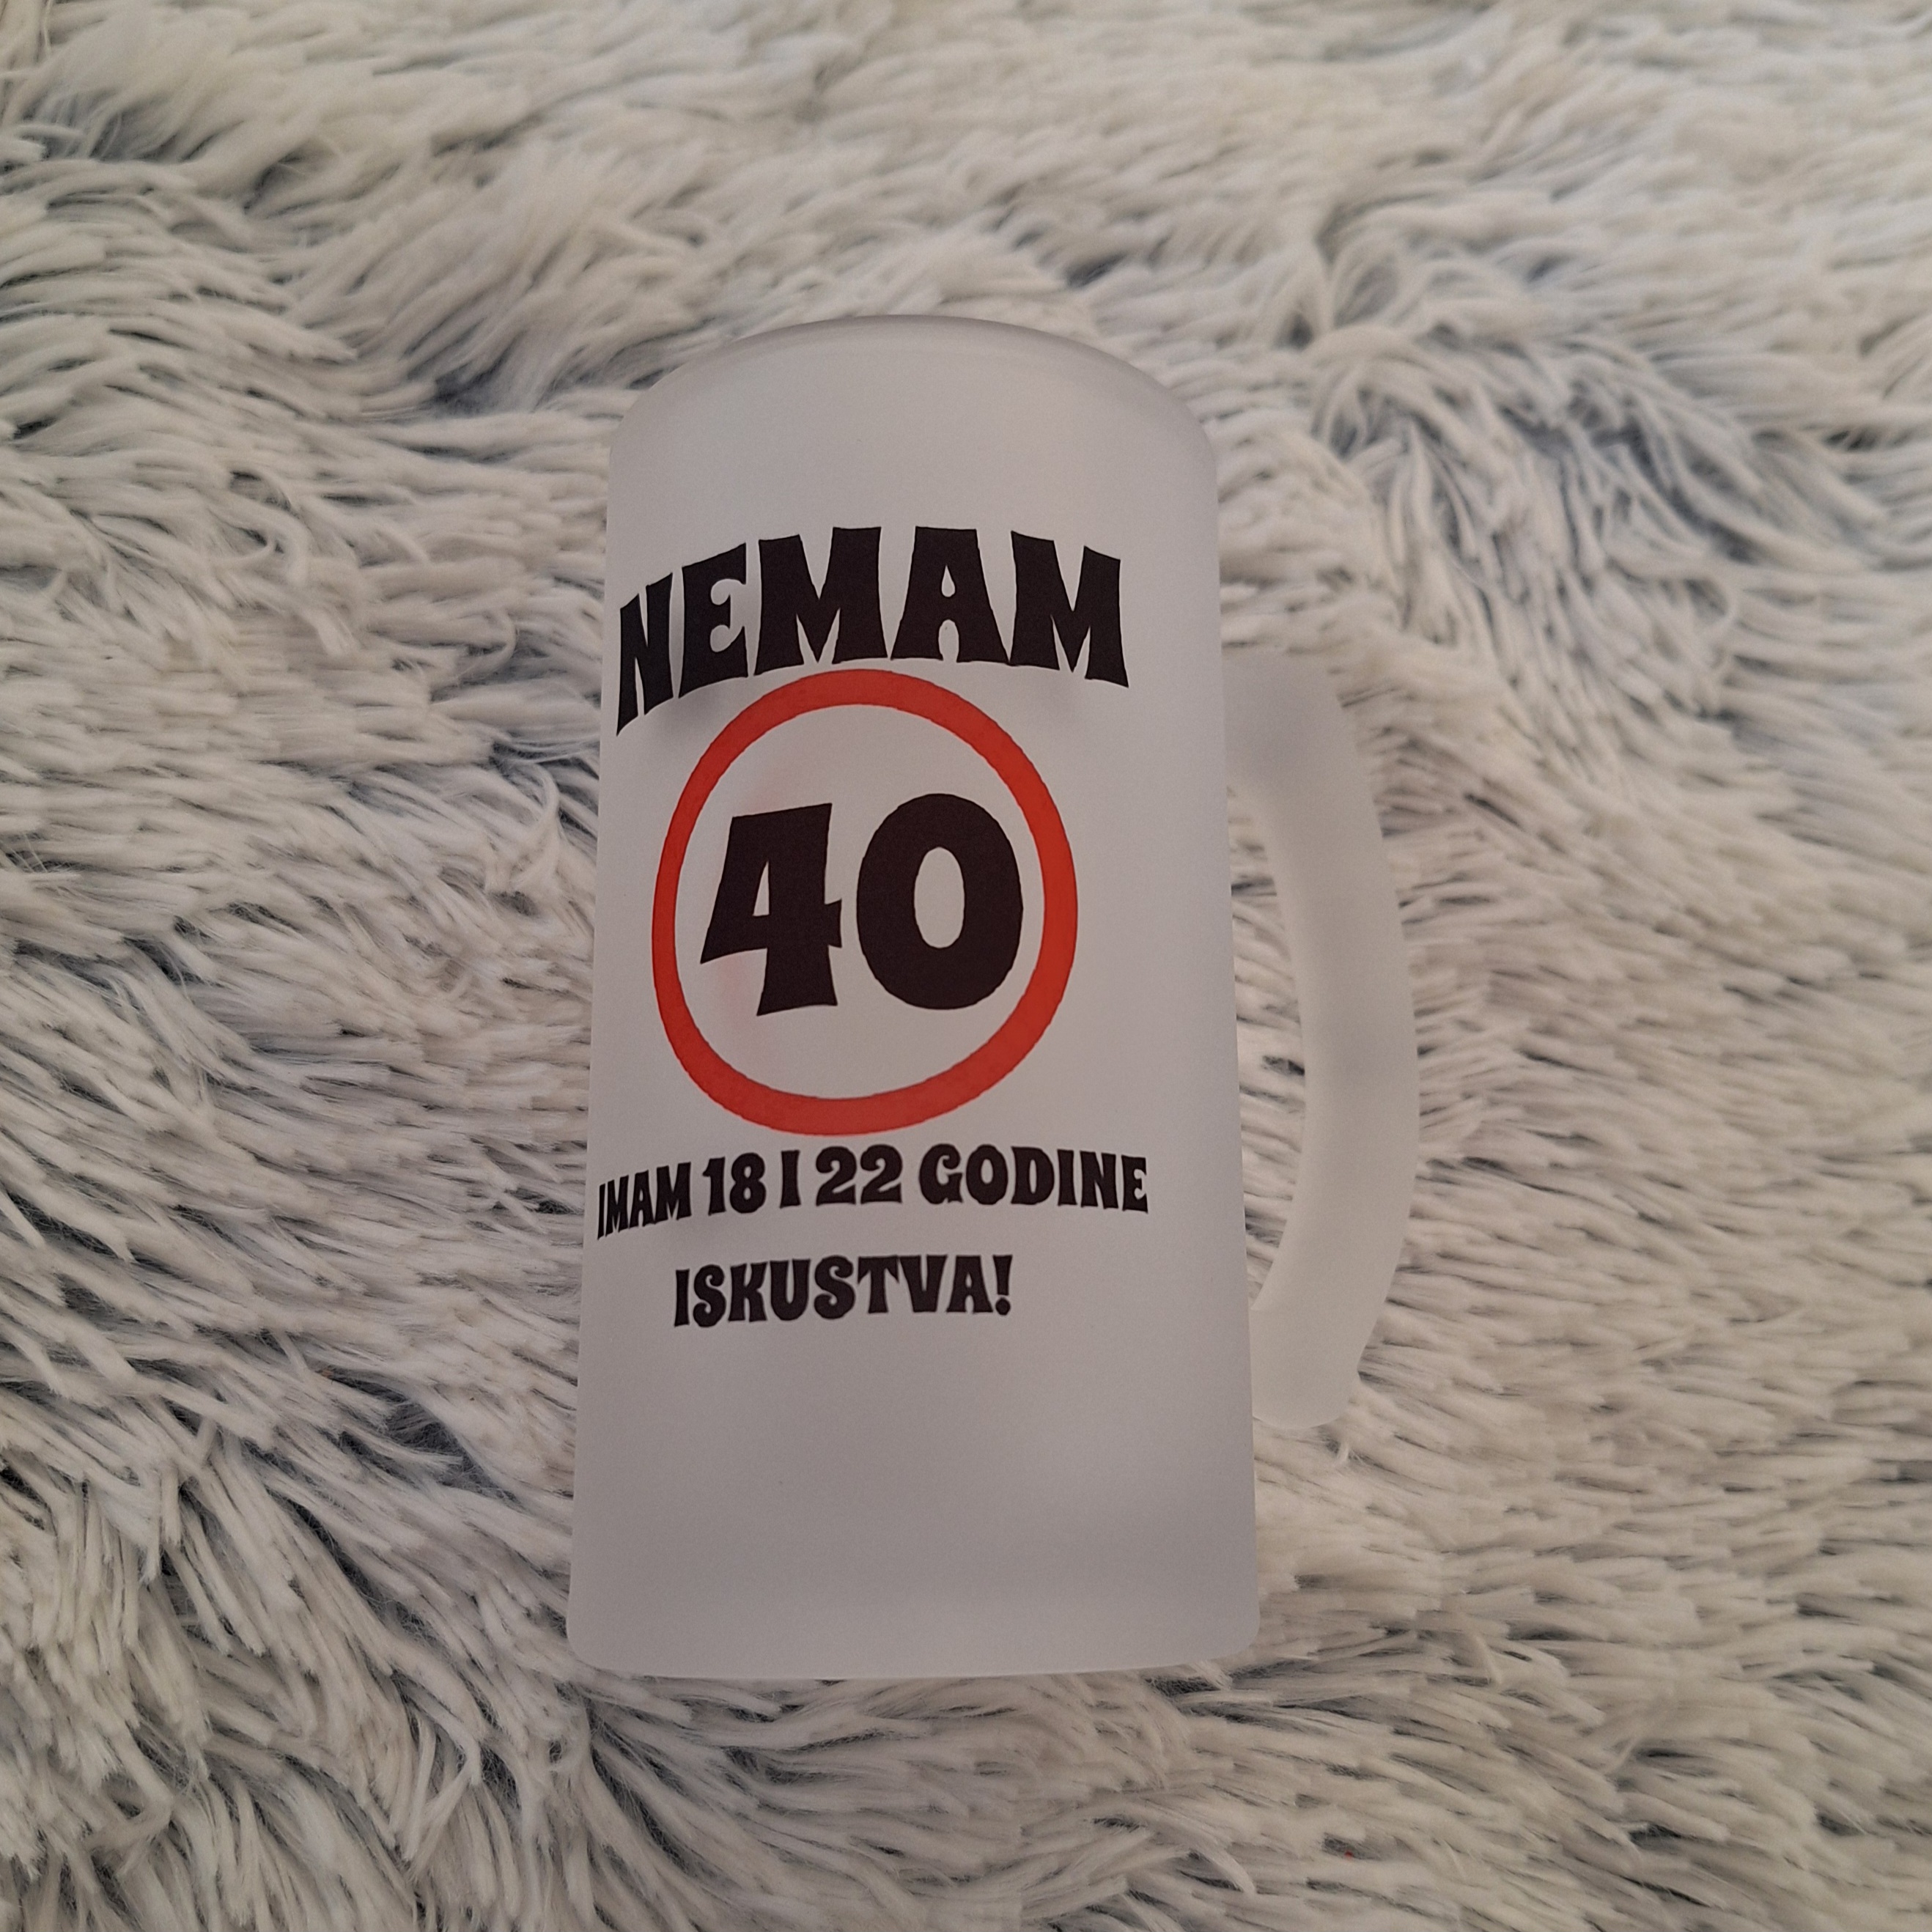 NEMAM
40
IMAM 18 I 22 GODINE
ISKUSTVA!